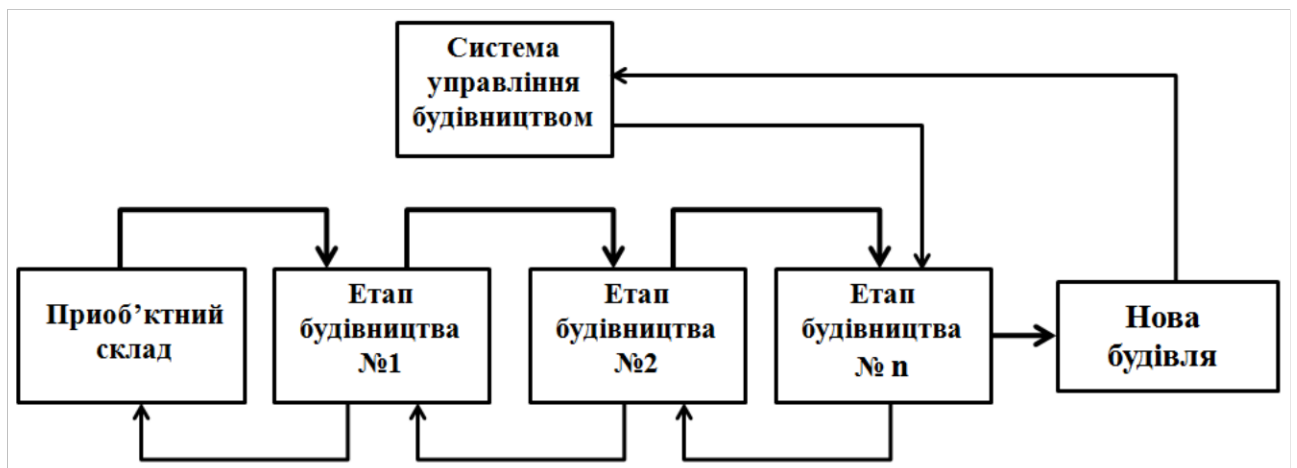 Система
управління
будівництвом
Приоб’ктний
склад
Етап
будівництва
№1
Етап
будівництва
№2
Етап
будівництва
№ n
Нова
будівля